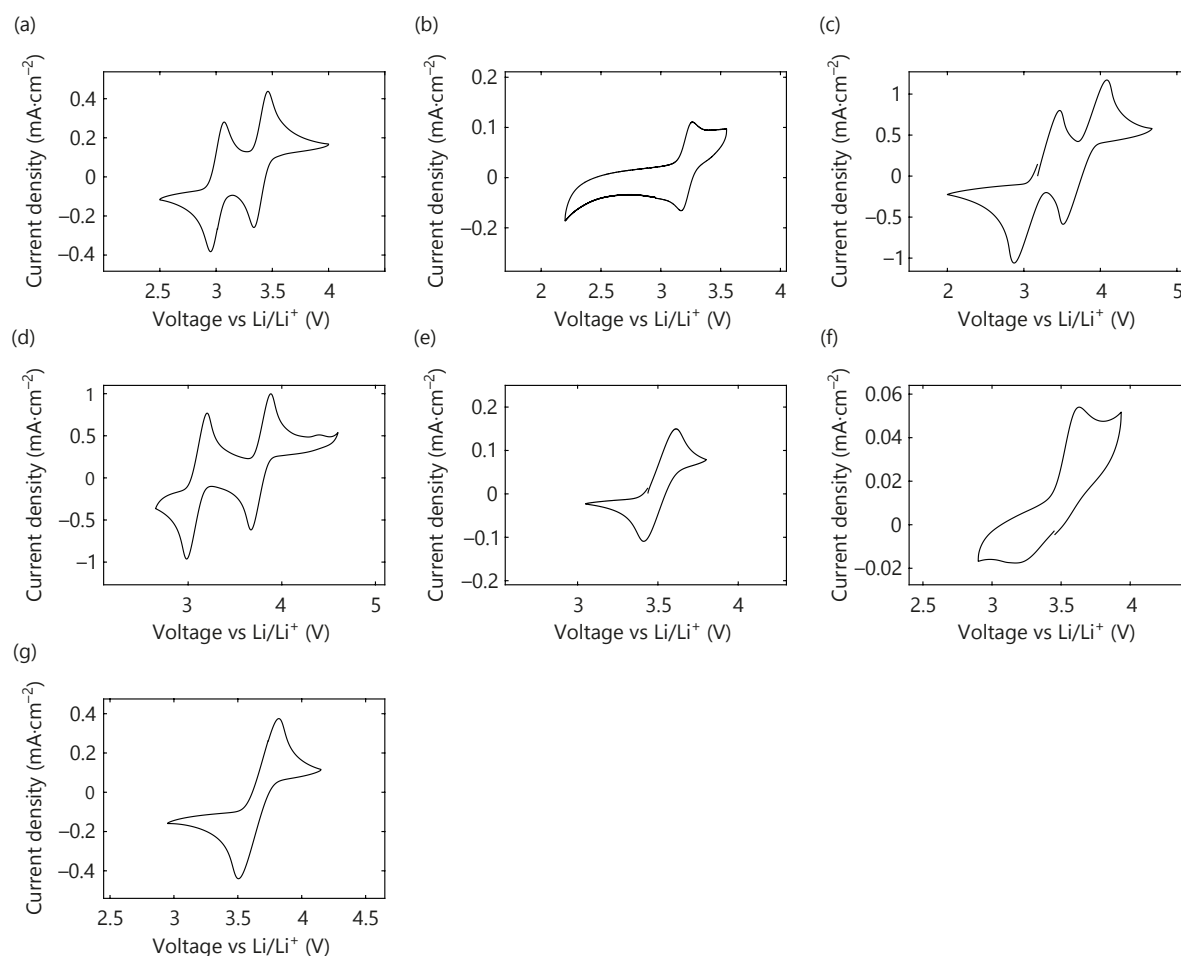 (a)
Current density (mA·cm⁻²)
0.4
0.2
0
−0.2
−0.4
2.5 3 3.5 4
Voltage vs Li/Li⁺ (V)
(b)
Current density (mA·cm⁻²)
0.2
0.1
0
−0.2
2 2.5 3 3.5 4
Voltage vs Li/Li⁺ (V)
(c)
Current density (mA·cm⁻²)
1
0.5
0
−0.5
−1
2 3 4 5
Voltage vs Li/Li⁺ (V)
(d)
Current density (mA·cm⁻²)
1
0.5
0
−0.5
−1
3 4 5
Voltage vs Li/Li⁺ (V)
(e)
Current density (mA·cm⁻²)
0.2
0.1
0
−0.1
−0.2
3 3.5 4
Voltage vs Li/Li⁺ (V)
(f)
Current density (mA·cm⁻²)
0.06
0.04
0.02
0
−0.02
2.5 3 3.5 4
Voltage vs Li/Li⁺ (V)
(g)
Current density (mA·cm⁻²)
0.4
0.2
0
−0.2
−0.4
2.5 3 3.5 4 4.5
Voltage vs Li/Li⁺ (V)